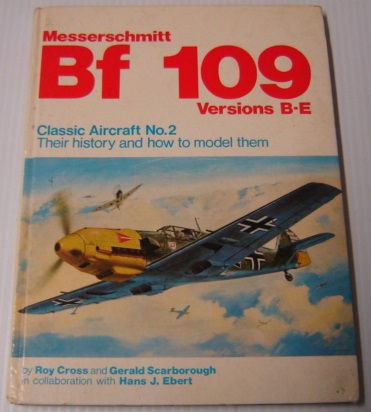 Messerschmitt
Bf 109
Versions B-E
Classic Aircraft No.2
Their history and how to model them
by Roy Cross and Gerald Scarborough
in collaboration with Hans J. Ebert